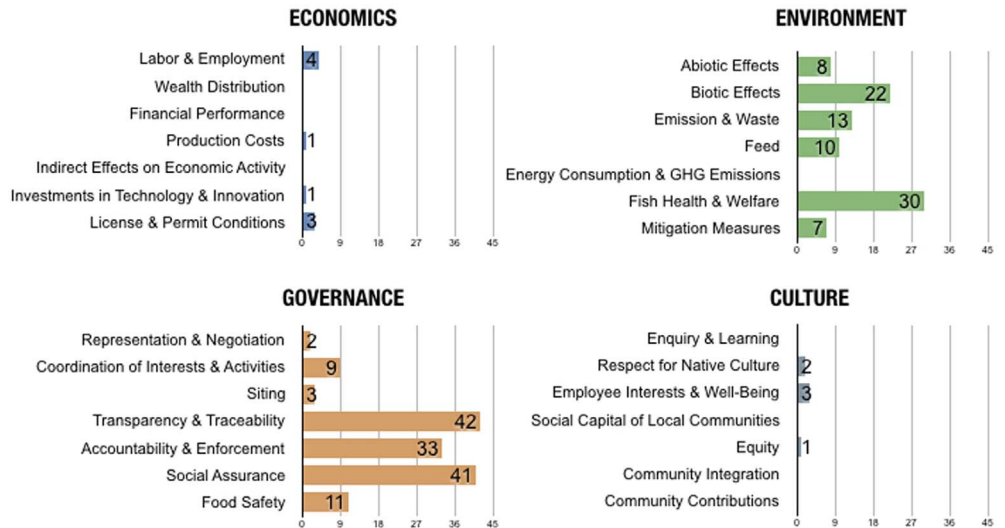 ECONOMICS
Labor & Employment 4
Wealth Distribution
Financial Performance
Production Costs 1
Indirect Effects on Economic Activity
Investments in Technology & Innovation 1
License & Permit Conditions 3
0 9 18 27 36 45
ENVIRONMENT
Abiotic Effects 8
Biotic Effects 22
Emission & Waste 13
Feed 10
Energy Consumption & GHG Emissions
Fish Health & Welfare 30
Mitigation Measures 7
0 9 18 27 36 45
GOVERNANCE
Representation & Negotiation 2
Coordination of Interests & Activities 9
Siting 3
Transparency & Traceability 42
Accountability & Enforcement 33
Social Assurance 41
Food Safety 11
0 9 18 27 36 45
CULTURE
Enquiry & Learning
Respect for Native Culture 2
Employee Interests & Well-Being 3
Social Capital of Local Communities
Equity 1
Community Integration
Community Contributions
0 9 18 27 36 45